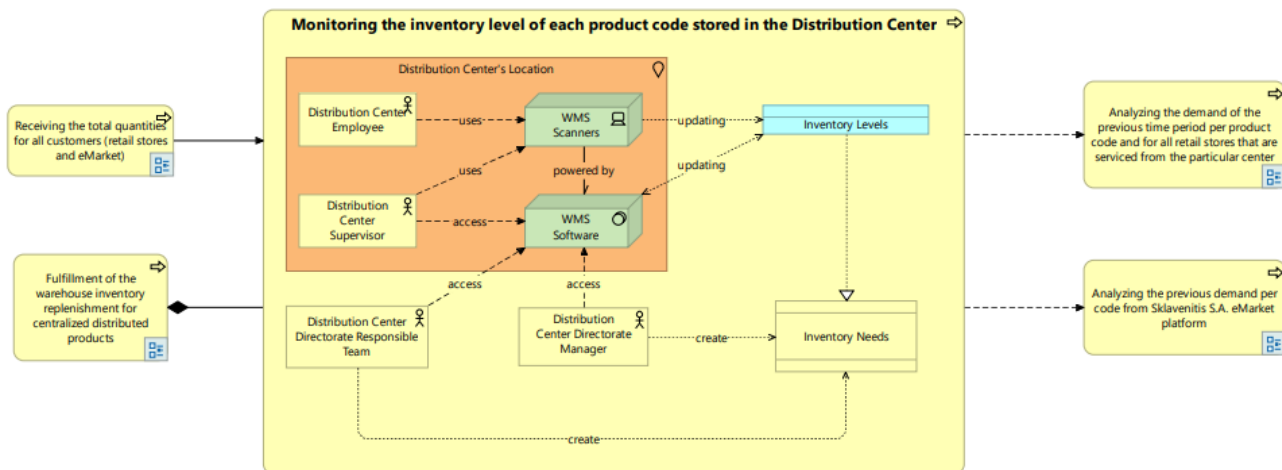 Monitoring the inventory level of each product code stored in the Distribution Center
Distribution Center's Location
Distribution Center
Employee
uses
WMS
Scanners
updating
Inventory Levels
Receiving the total quantities
for all customers (retail stores
and eMarket)
Analyzing the demand of the
previous time period per product
code and for all retail stores that are
serviced from the particular center
uses
powered by
updating
Distribution
Center
Supervisor
access
WMS
Software
Fulfillment of the
warehouse inventory
replenishment for
centralized distributed
products
access
access
Distribution Center
Directorate Responsible
Team
Distribution
Center Directorate
Manager
create
Inventory Needs
Analyzing the previous demand per
code from Sklavenitis S.A. eMarket
platform
create